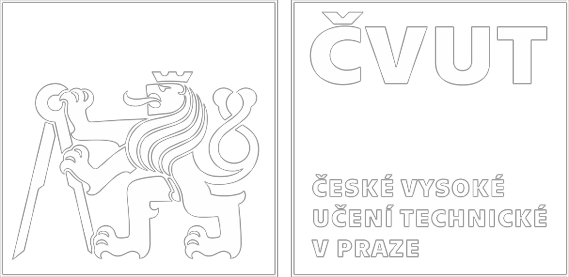 ČVUT
ČESKÉ VYSOKÉ
UČENÍ TECHNICKÉ
V PRAZE